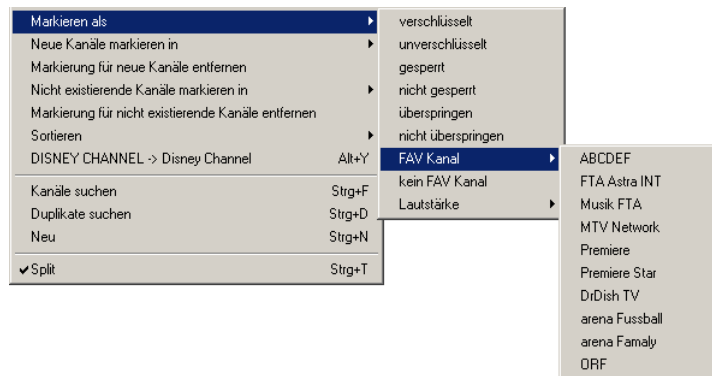 Markieren als
Neue Kanäle markieren in
Markierung für neue Kanäle entfernen
Nicht existierende Kanäle markieren in
Markierung für nicht existierende Kanäle entfernen
Sortieren
DISNEY CHANNEL -> Disney Channel Alt+Y
Kanäle suchen Strg+F
Duplikate suchen Strg+D
Neu Strg+N
Split Strg+T
verschlüsselt
unverschlüsselt
gesperrt
nicht gesperrt
überspringen
nicht überspringen
FAV Kanal
kein FAV Kanal
Lautstärke
ABCDEF
FTA Astra INT
Musik FTA
MTV Network
Premiere
Premiere Star
DrDish TV
arena Fussball
arena Famaly
ORF